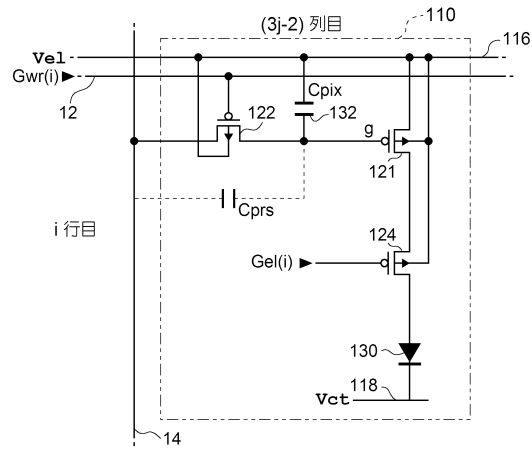 (3j-2) 列目
110
Vel
116
Gwr(i)
12
Cpix
122
132
g
121
Cprs
i 行目
124
Gel(i)
130
118
Vct
14